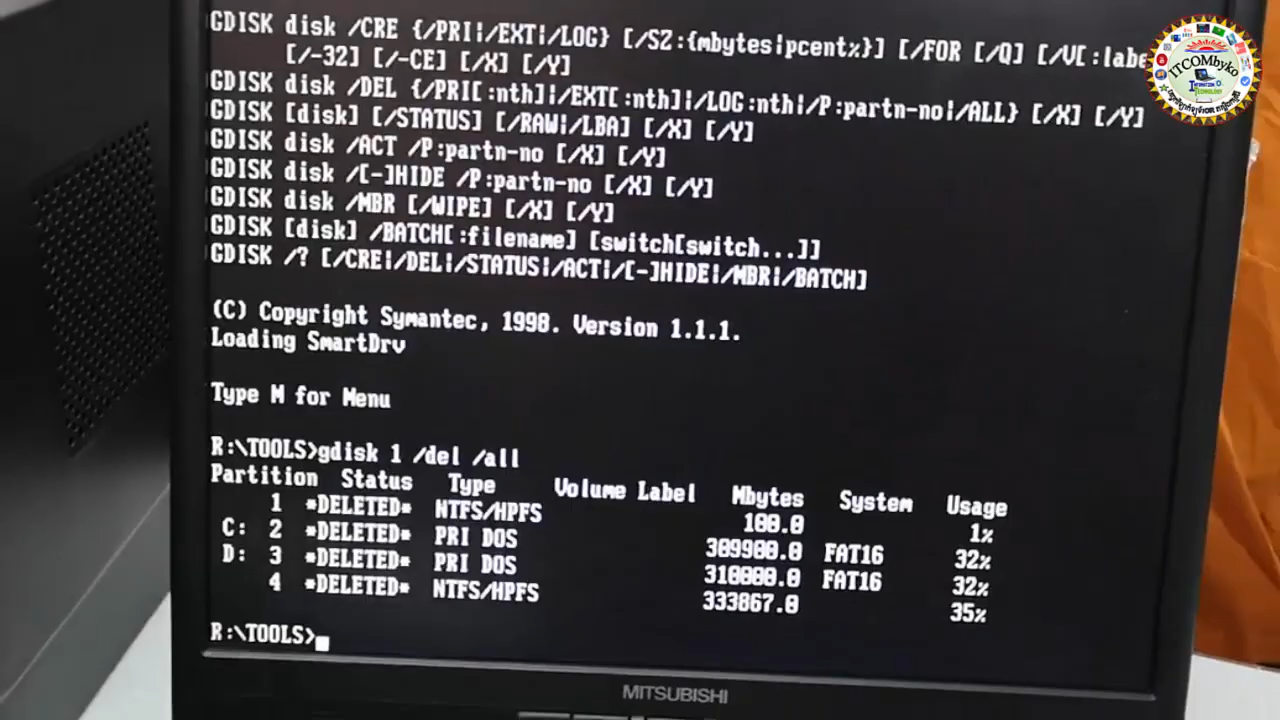 GDISK disk /CRE {/PRI|/EXT|/LOG} [/SZ:{mbytes|pcent%}] [/FOR [/Q] [/V[:labe
[/-32] [/-CE] [/X] [/Y]
GDISK disk /DEL {/PRI[:nth]|/EXT[:nth]|/LOG:nth|/P:partn-no|/ALL} [/X] [/Y]
GDISK [disk] [/STATUS] [/RAW|/LBA] [/X] [/Y]
GDISK disk /ACT /P:partn-no [/X] [/Y]
GDISK disk /[-]HIDE /P:partn-no [/X] [/Y]
GDISK disk /MBR [/WIPE] [/X] [/Y]
GDISK [disk] /BATCH[:filename] [switch[switch...]]
GDISK /? [/CRE|/DEL|/STATUS|/ACT|/[-]HIDE|/MBR|/BATCH]
(C) Copyright Symantec, 1998. Version 1.1.1.
Loading SmartDrv
Type M for Menu
R:\TOOLS>gdisk 1 /del /all
Partition Status Type Volume Label Mbytes System Usage
1 *DELETED* NTFS/HPFS 100.0 1%
C: 2 *DELETED* PRI DOS 309900.0 FAT16 32%
D: 3 *DELETED* PRI DOS 310000.0 FAT16 32%
4 *DELETED* NTFS/HPFS 333867.0 35%
R:\TOOLS>
MITSUBISHI
ITCOMbyko